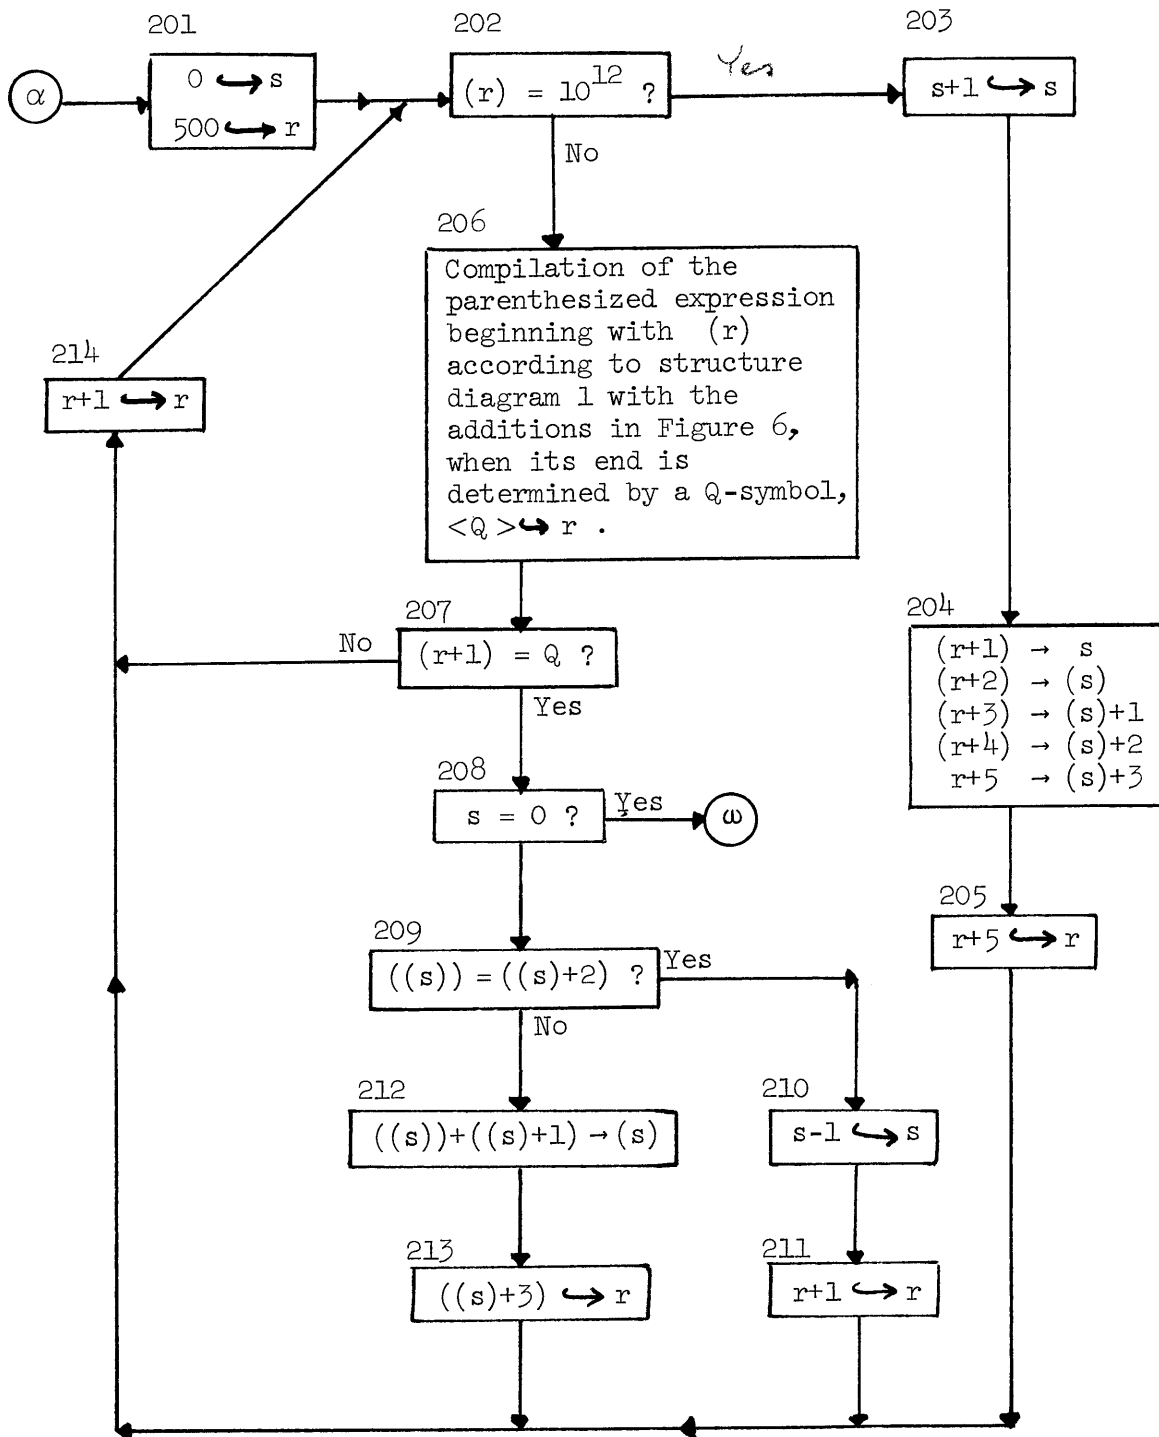 201
α
0 ↪ s
500 ↪ r
202
(r) = 10^12 ?
Yes
No
203
s+1 ↪ s
206
Compilation of the
parenthesized expression
beginning with (r)
according to structure
diagram 1 with the
additions in Figure 6,
when its end is
determined by a Q-symbol,
<Q> ↪ r .
214
r+1 ↪ r
207
(r+1) = Q ?
No
Yes
204
(r+1) → s
(r+2) → (s)
(r+3) → (s)+1
(r+4) → (s)+2
r+5 → (s)+3
208
s = 0 ?
Yes
ω
205
r+5 ↪ r
209
((s)) = ((s)+2) ?
Yes
No
212
((s))+((s)+1) → (s)
210
s-1 ↪ s
213
((s)+3) ↪ r
211
r+1 ↪ r